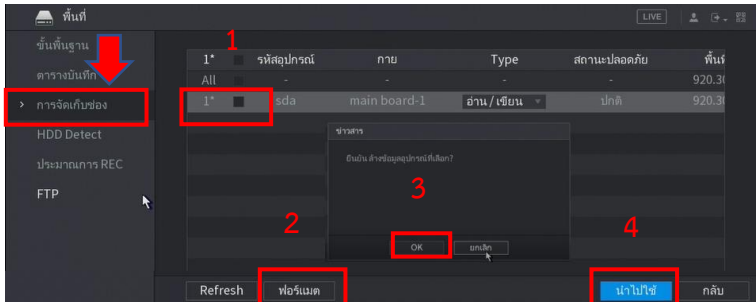 พื้นที่
LIVE
ขั้นพื้นฐาน
ตารางบันทึก
การจัดเก็บช่อง
HDD Detect
ประมาณการ REC
FTP
1
1* รหัสอุปกรณ์ กาย Type สถานะปลอดภัย
All - - - - 920.3
1* sda main board-1 อ่าน / เขียน ปกติ 920.3
ข่าวสาร
ยืนยัน ล้างข้อมูลอุปกรณ์ที่เลือก?
3
OK ยกเลิก
2
4
Refresh ฟอร์แมต นำไปใช้ กลับ